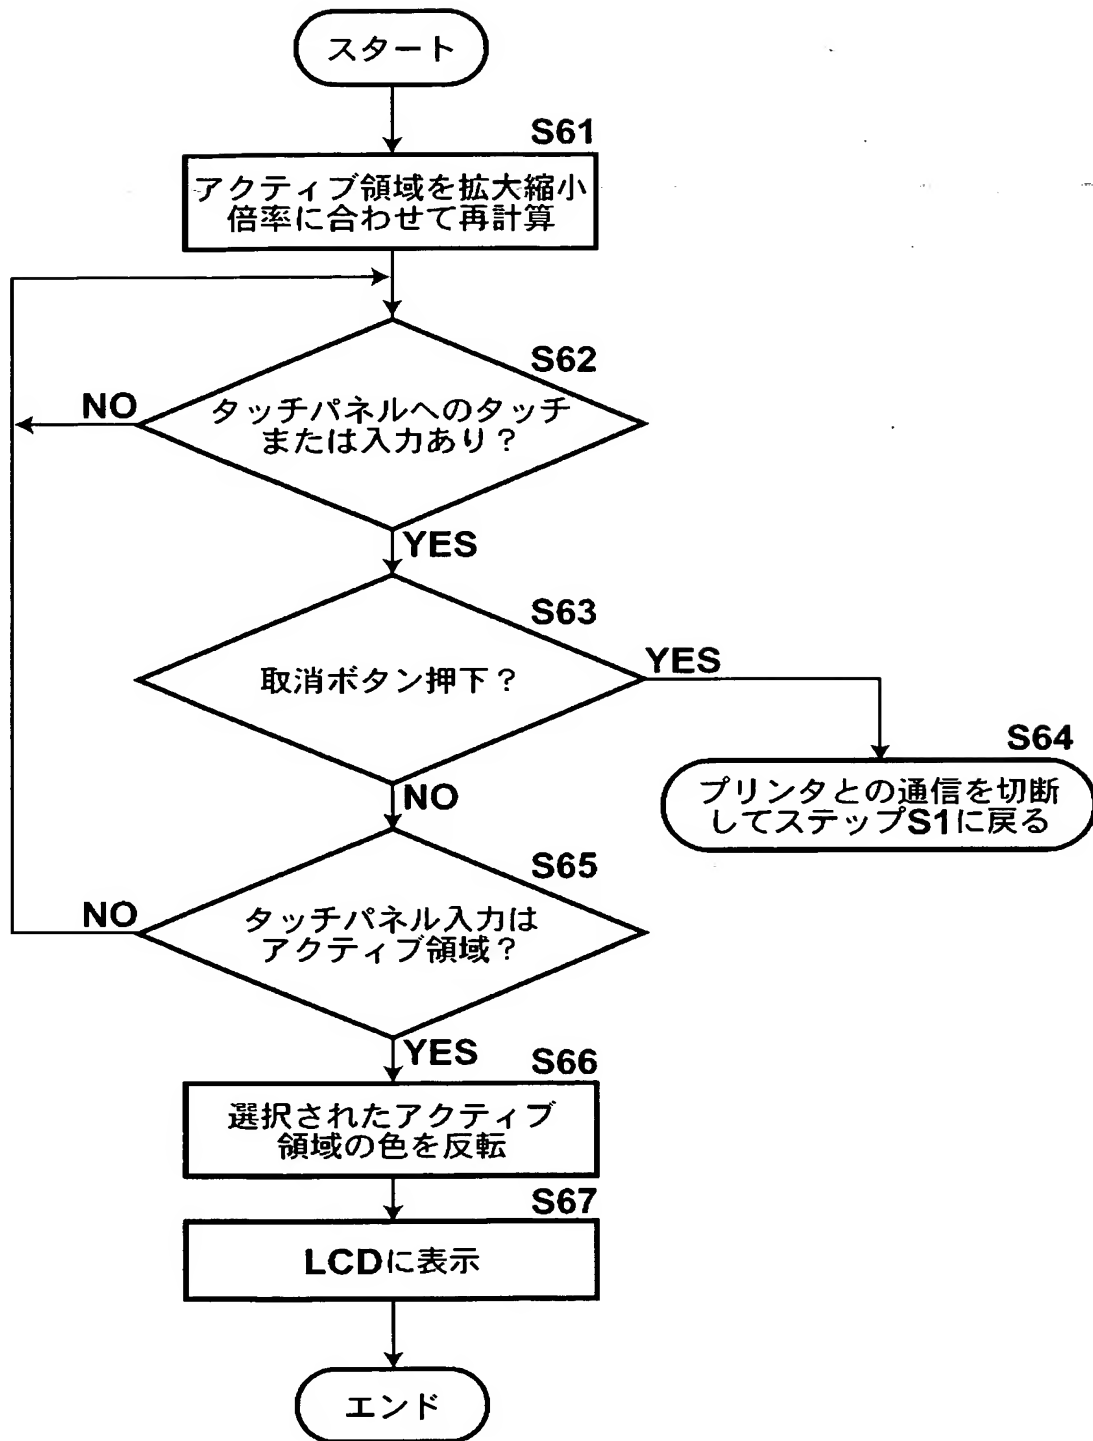 スタート
S61
アクティブ領域を拡大縮小
倍率に合わせて再計算
S62
NO
タッチパネルへのタッチ
または入力あり？
YES
S63
取消ボタン押下？
YES
S64
プリンタとの通信を切断
してステップS1に戻る
NO
S65
NO
タッチパネル入力は
アクティブ領域？
YES
S66
選択されたアクティブ
領域の色を反転
S67
LCDに表示
エンド